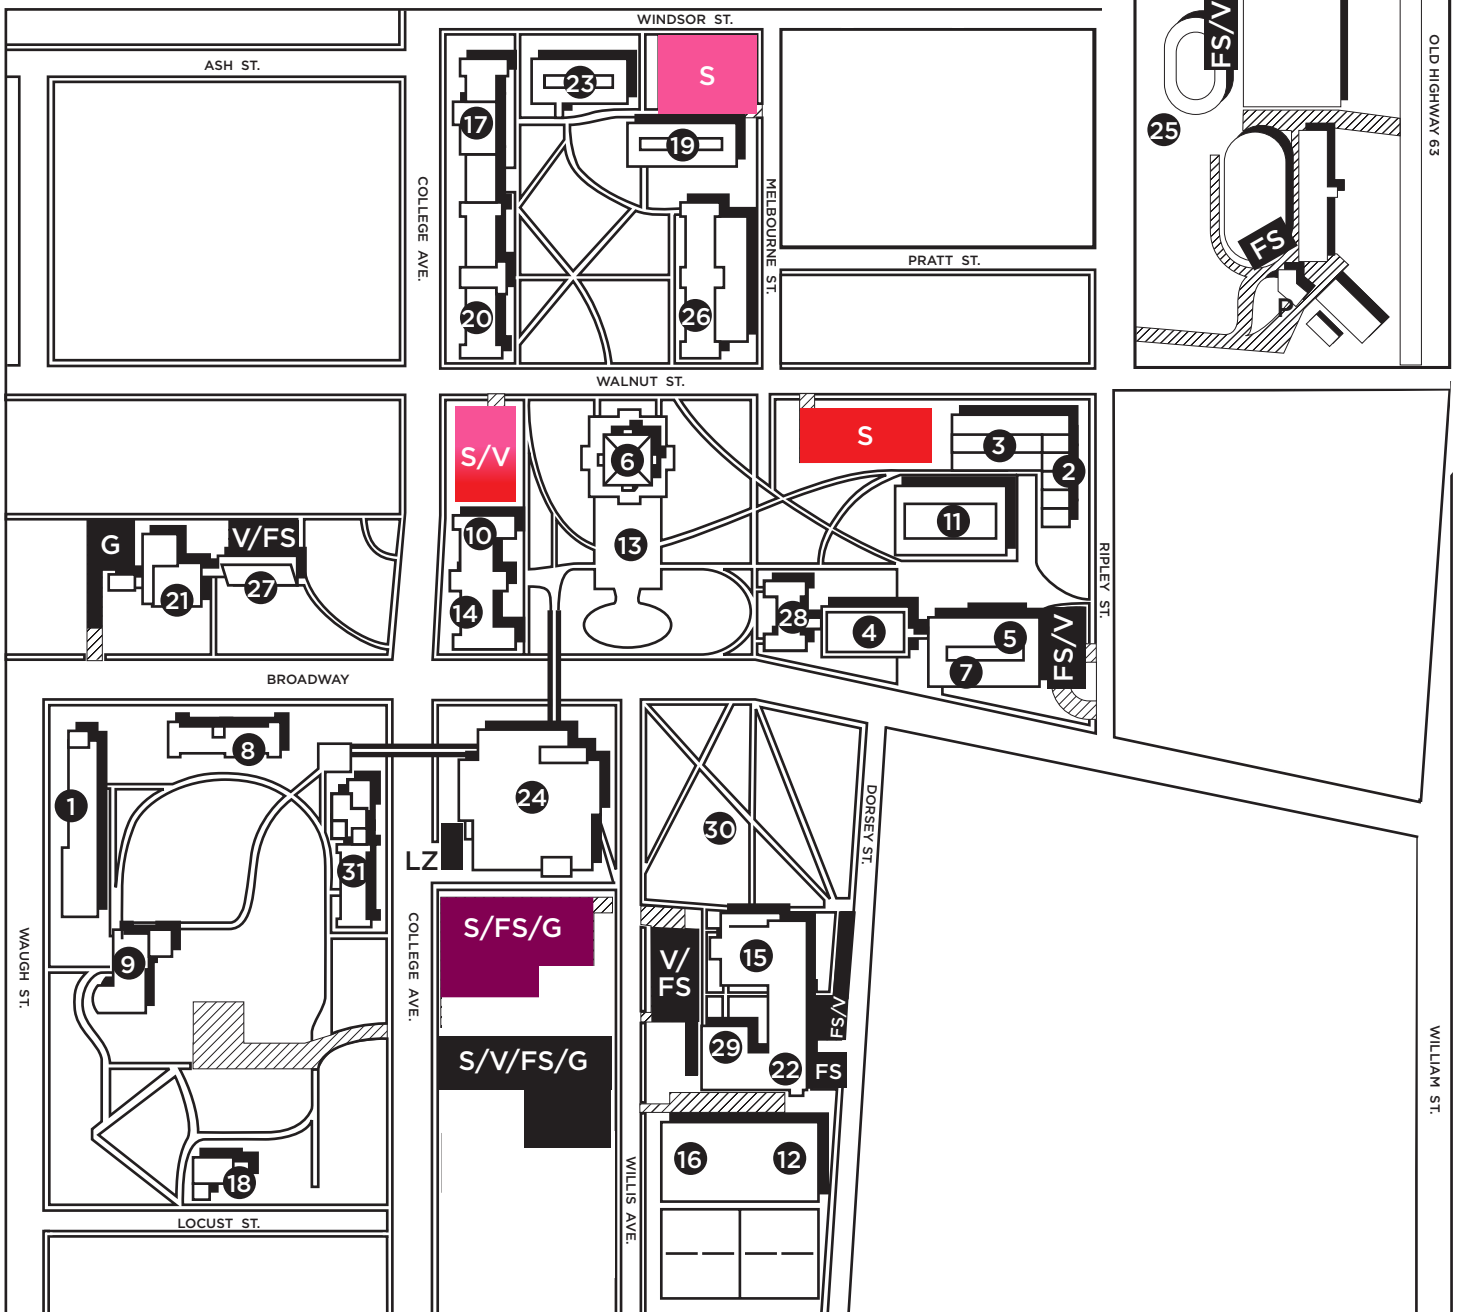 WINDSOR ST.
FS/V
OLD HIGHWAY 63
ASH ST.
23
S
17
19
25
COLLEGE AVE.
MELBOURNE ST.
PRATT ST.
FS
20
26
P
WALNUT ST.
S/V
6
S
3
2
G
V/FS
10
13
11
21
27
14
28
4
5
7
FS/V
RIPLEY ST.
BROADWAY
8
1
24
30
DORSEY ST.
LZ
31
9
WAUGH ST.
COLLEGE AVE.
S/FS/G
V/
FS
15
FS/V
S/V/FS/G
29
22
FS
WILLIAM ST.
16
12
18
WILLIS AVE.
LOCUST ST.